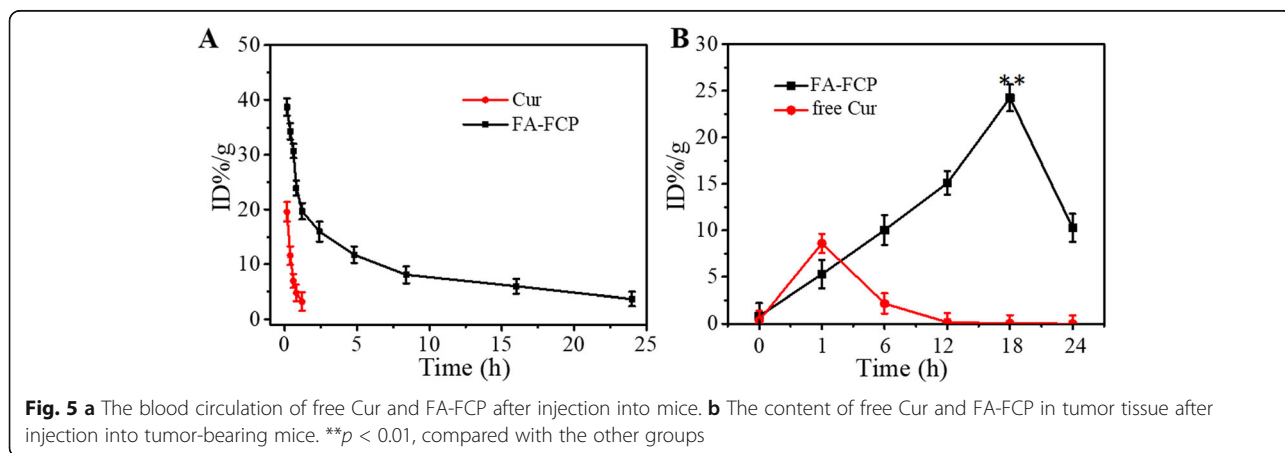 A
Cur
FA-FCP
ID%/g
50
40
30
20
10
0
0 5 10 15 20 25
Time (h)
B
FA-FCP
free Cur
**
ID%/g
30
25
20
15
10
5
0
0 1 6 12 18 24
Time (h)
Fig. 5 a The blood circulation of free Cur and FA-FCP after injection into mice. b The content of free Cur and FA-FCP in tumor tissue after
injection into tumor-bearing mice. **p < 0.01, compared with the other groups